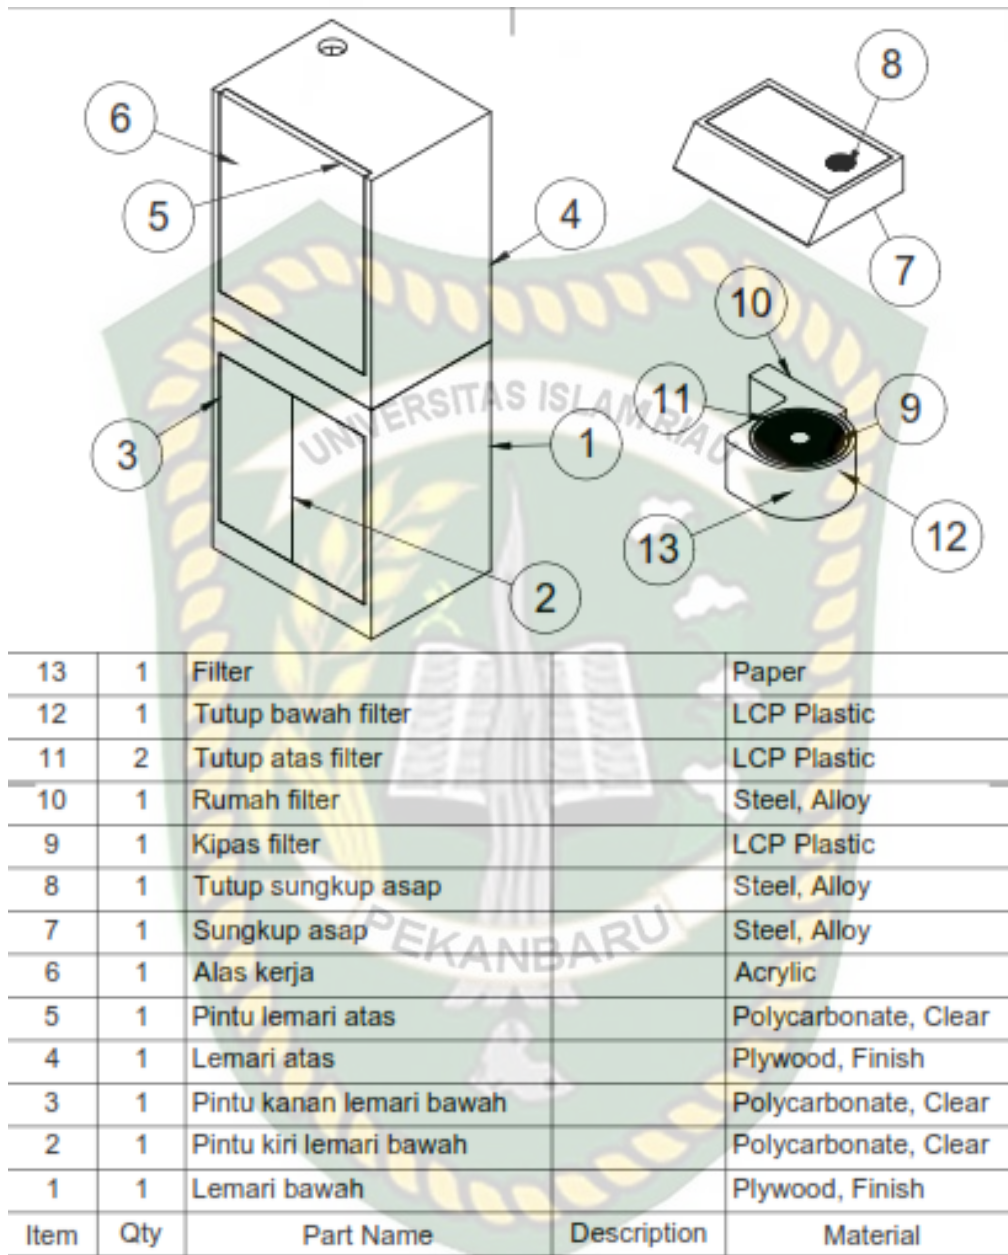 8
6
5
4
7
10
11
9
3
1
12
13
2
UNIVERSITAS ISLAM RIAU
13 1 Filter Paper
12 1 Tutup bawah filter LCP Plastic
11 2 Tutup atas filter LCP Plastic
10 1 Rumah filter Steel, Alloy
9 1 Kipas filter LCP Plastic
8 1 Tutup sungkup asap Steel, Alloy
7 1 Sungkup asap Steel, Alloy
6 1 Alas kerja Acrylic
5 1 Pintu lemari atas Polycarbonate, Clear
4 1 Lemari atas Plywood, Finish
3 1 Pintu kanan lemari bawah Polycarbonate, Clear
2 1 Pintu kiri lemari bawah Polycarbonate, Clear
1 1 Lemari bawah Plywood, Finish
Item Qty Part Name Description Material
PEKANBARU